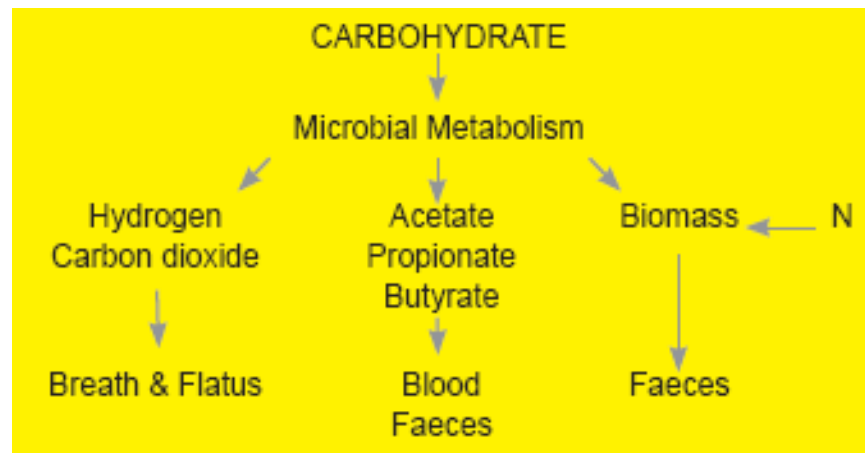 CARBOHYDRATE
Microbial Metabolism
Hydrogen
Carbon dioxide
Acetate
Propionate
Butyrate
Biomass
N
Breath & Flatus
Blood
Faeces
Faeces